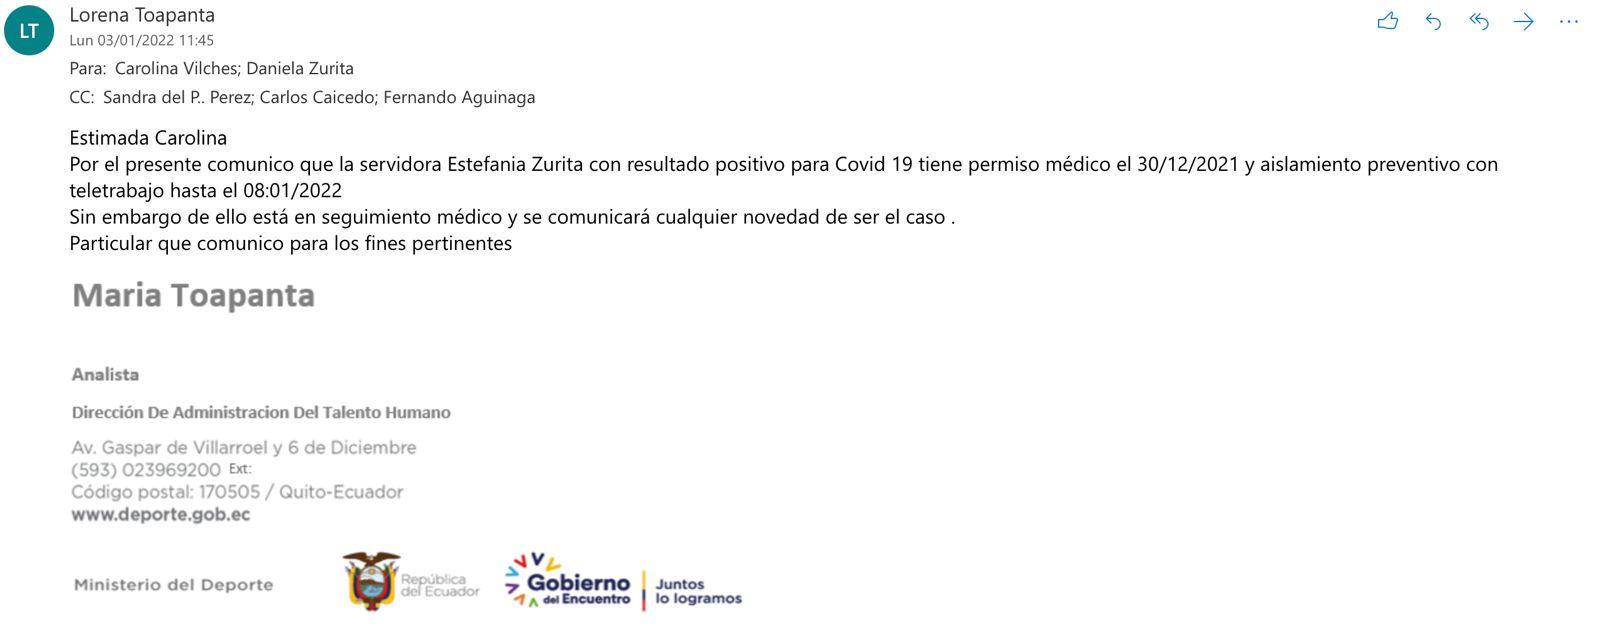 LT
Lorena Toapanta
Lun 03/01/2022 11:45
Para: Carolina Vilches; Daniela Zurita
CC: Sandra del P.. Perez; Carlos Caicedo; Fernando Aguinaga
Estimada Carolina
Por el presente comunico que la servidora Estefania Zurita con resultado positivo para Covid 19 tiene permiso médico el 30/12/2021 y aislamiento preventivo con
teletrabajo hasta el 08:01/2022
Sin embargo de ello está en seguimiento médico y se comunicará cualquier novedad de ser el caso .
Particular que comunico para los fines pertinentes
Maria Toapanta
Analista
Dirección De Administracion Del Talento Humano
Av. Gaspar de Villarroel y 6 de Diciembre
(593) 023969200 Ext:
Código postal: 170505 / Quito-Ecuador
www.deporte.gob.ec
Ministerio del Deporte
República
del Ecuador
Gobierno
del Encuentro
Juntos
lo logramos